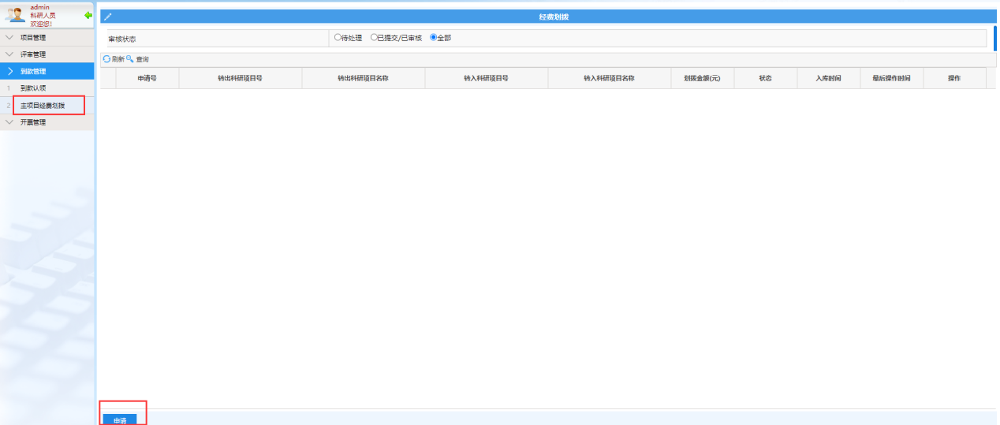 admin
科研人员
欢迎您!
项目管理
评审管理
到款管理
1 到款认领
2 主项目经费划拨
开票管理
经费划拨
审核状态 待处理 已提交/已审核 全部
刷新 查询
申请号 转出科研项目号 转出科研项目名称 转入科研项目号 转入科研项目名称 划拨金额(元) 状态 入库时间 最后操作时间 操作
申请